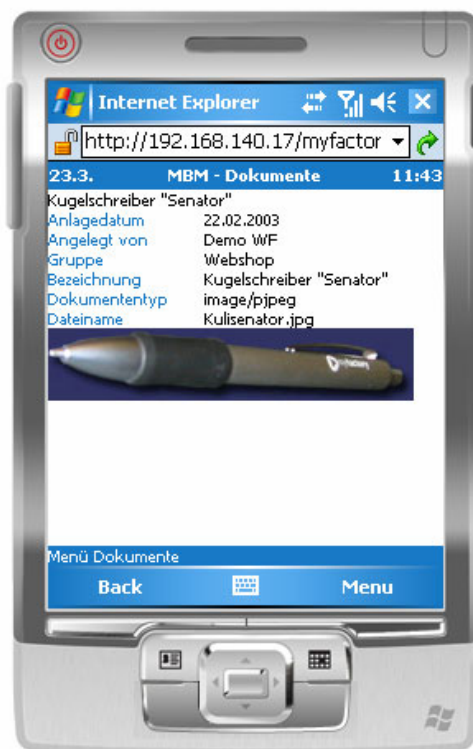 Internet Explorer
http://192.168.140.17/myfactor
23.3. MBM - Dokumente 11:43
Kugelschreiber "Senator"
Anlagedatum 22.02.2003
Angelegt von Demo WF
Gruppe Webshop
Bezeichnung Kugelschreiber "Senator"
Dokumententyp image/pjpeg
Dateiname Kulisenator.jpg
myfactory
Menü Dokumente
Back Menu